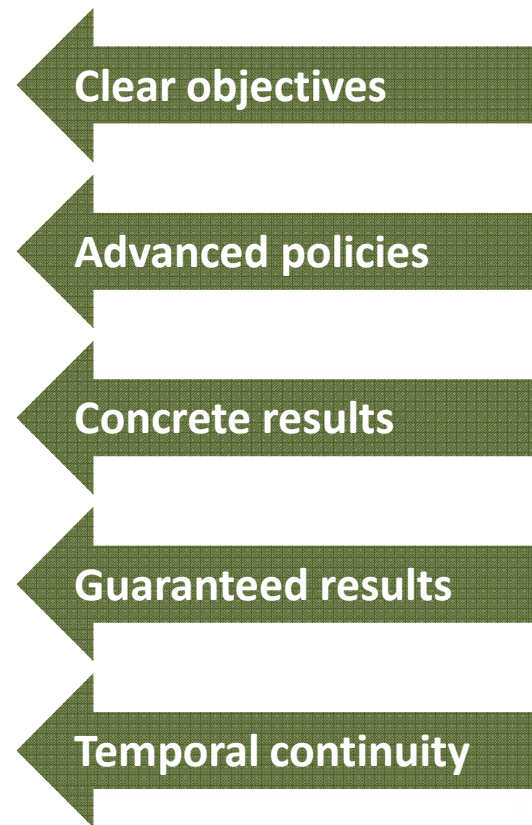 Clear objectives
Advanced policies
Concrete results
Guaranteed results
Temporal continuity